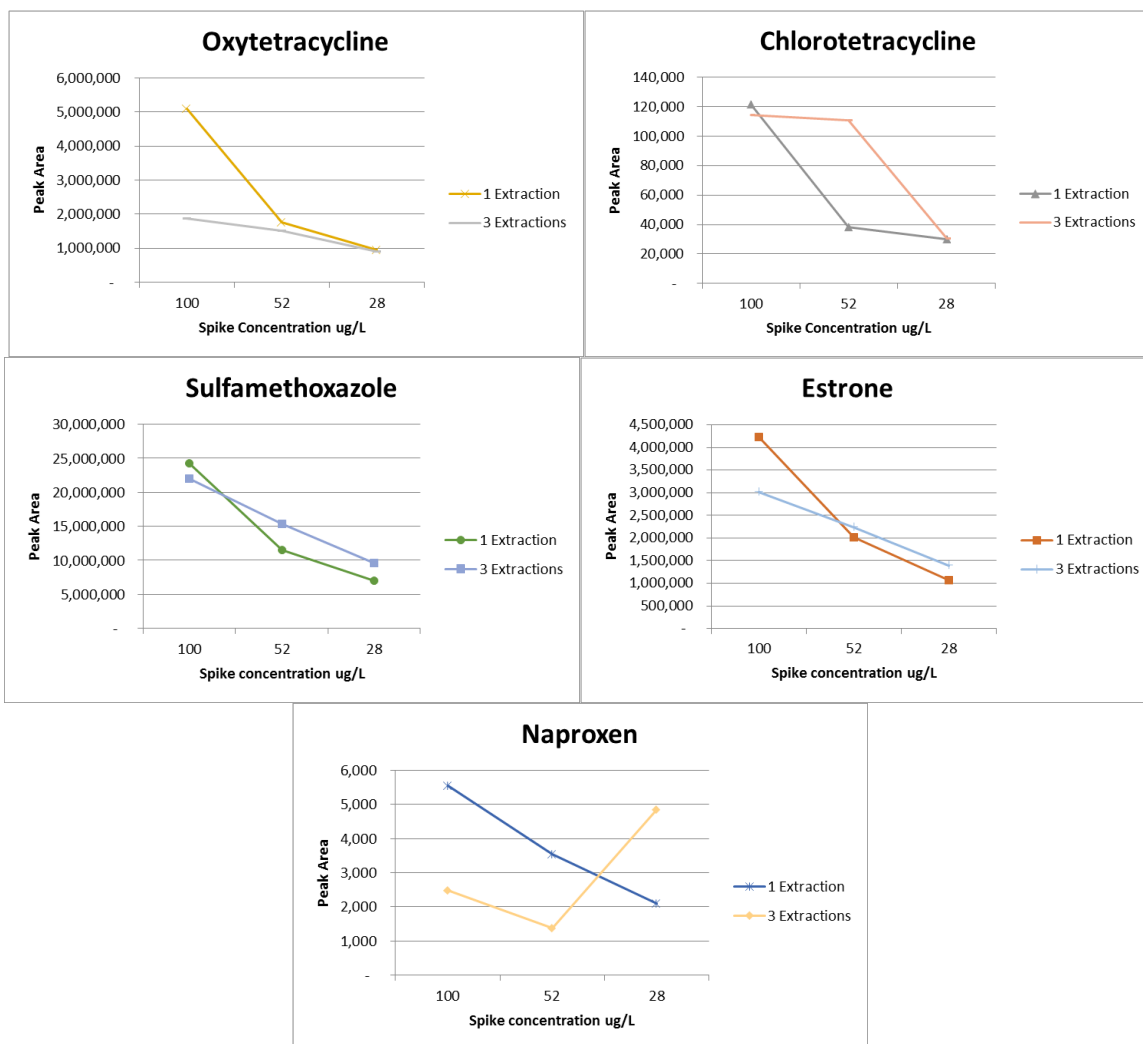 Oxytetracycline
6,000,000
5,000,000
4,000,000
3,000,000
2,000,000
1,000,000
-
Peak Area
100 52 28
Spike Concentration ug/L
1 Extraction
3 Extractions
Chlorotetracycline
140,000
120,000
100,000
80,000
60,000
40,000
20,000
-
Peak Area
100 52 28
Spike Concentration ug/L
1 Extraction
3 Extractions
Sulfamethoxazole
30,000,000
25,000,000
20,000,000
15,000,000
10,000,000
5,000,000
-
Peak Area
100 52 28
Spike concentration ug/L
1 Extraction
3 Extractions
Estrone
4,500,000
4,000,000
3,500,000
3,000,000
2,500,000
2,000,000
1,500,000
1,000,000
500,000
-
Peak Area
100 52 28
Spike concentration ug/L
1 Extraction
3 Extractions
Naproxen
6,000
5,000
4,000
3,000
2,000
1,000
-
Peak Area
100 52 28
Spike concentration ug/L
1 Extraction
3 Extractions